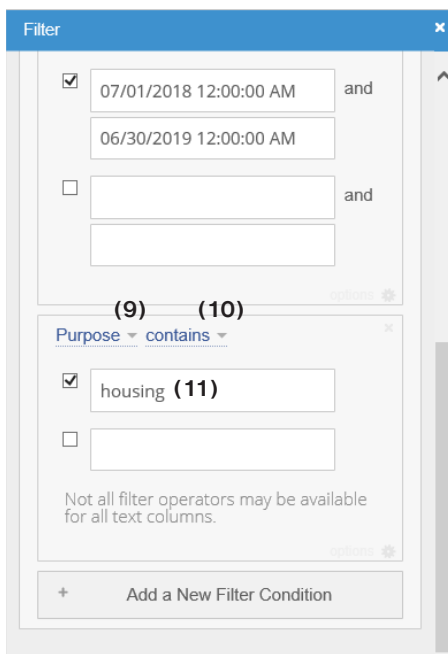 Filter ×
07/01/2018 12:00:00 AM and
06/30/2019 12:00:00 AM
and
options
(9) (10)
Purpose contains ×
housing (11)
Not all filter operators may be available
for all text columns.
options
+ Add a New Filter Condition